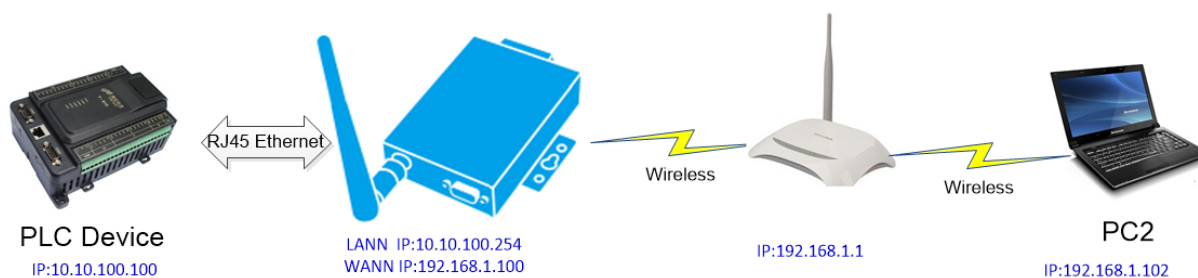 RJ45 Ethernet
Wireless
Wireless
PLC Device
IP:10.10.100.100
LANN IP:10.10.100.254
WANN IP:192.168.1.100
IP:192.168.1.1
PC2
IP:192.168.1.102